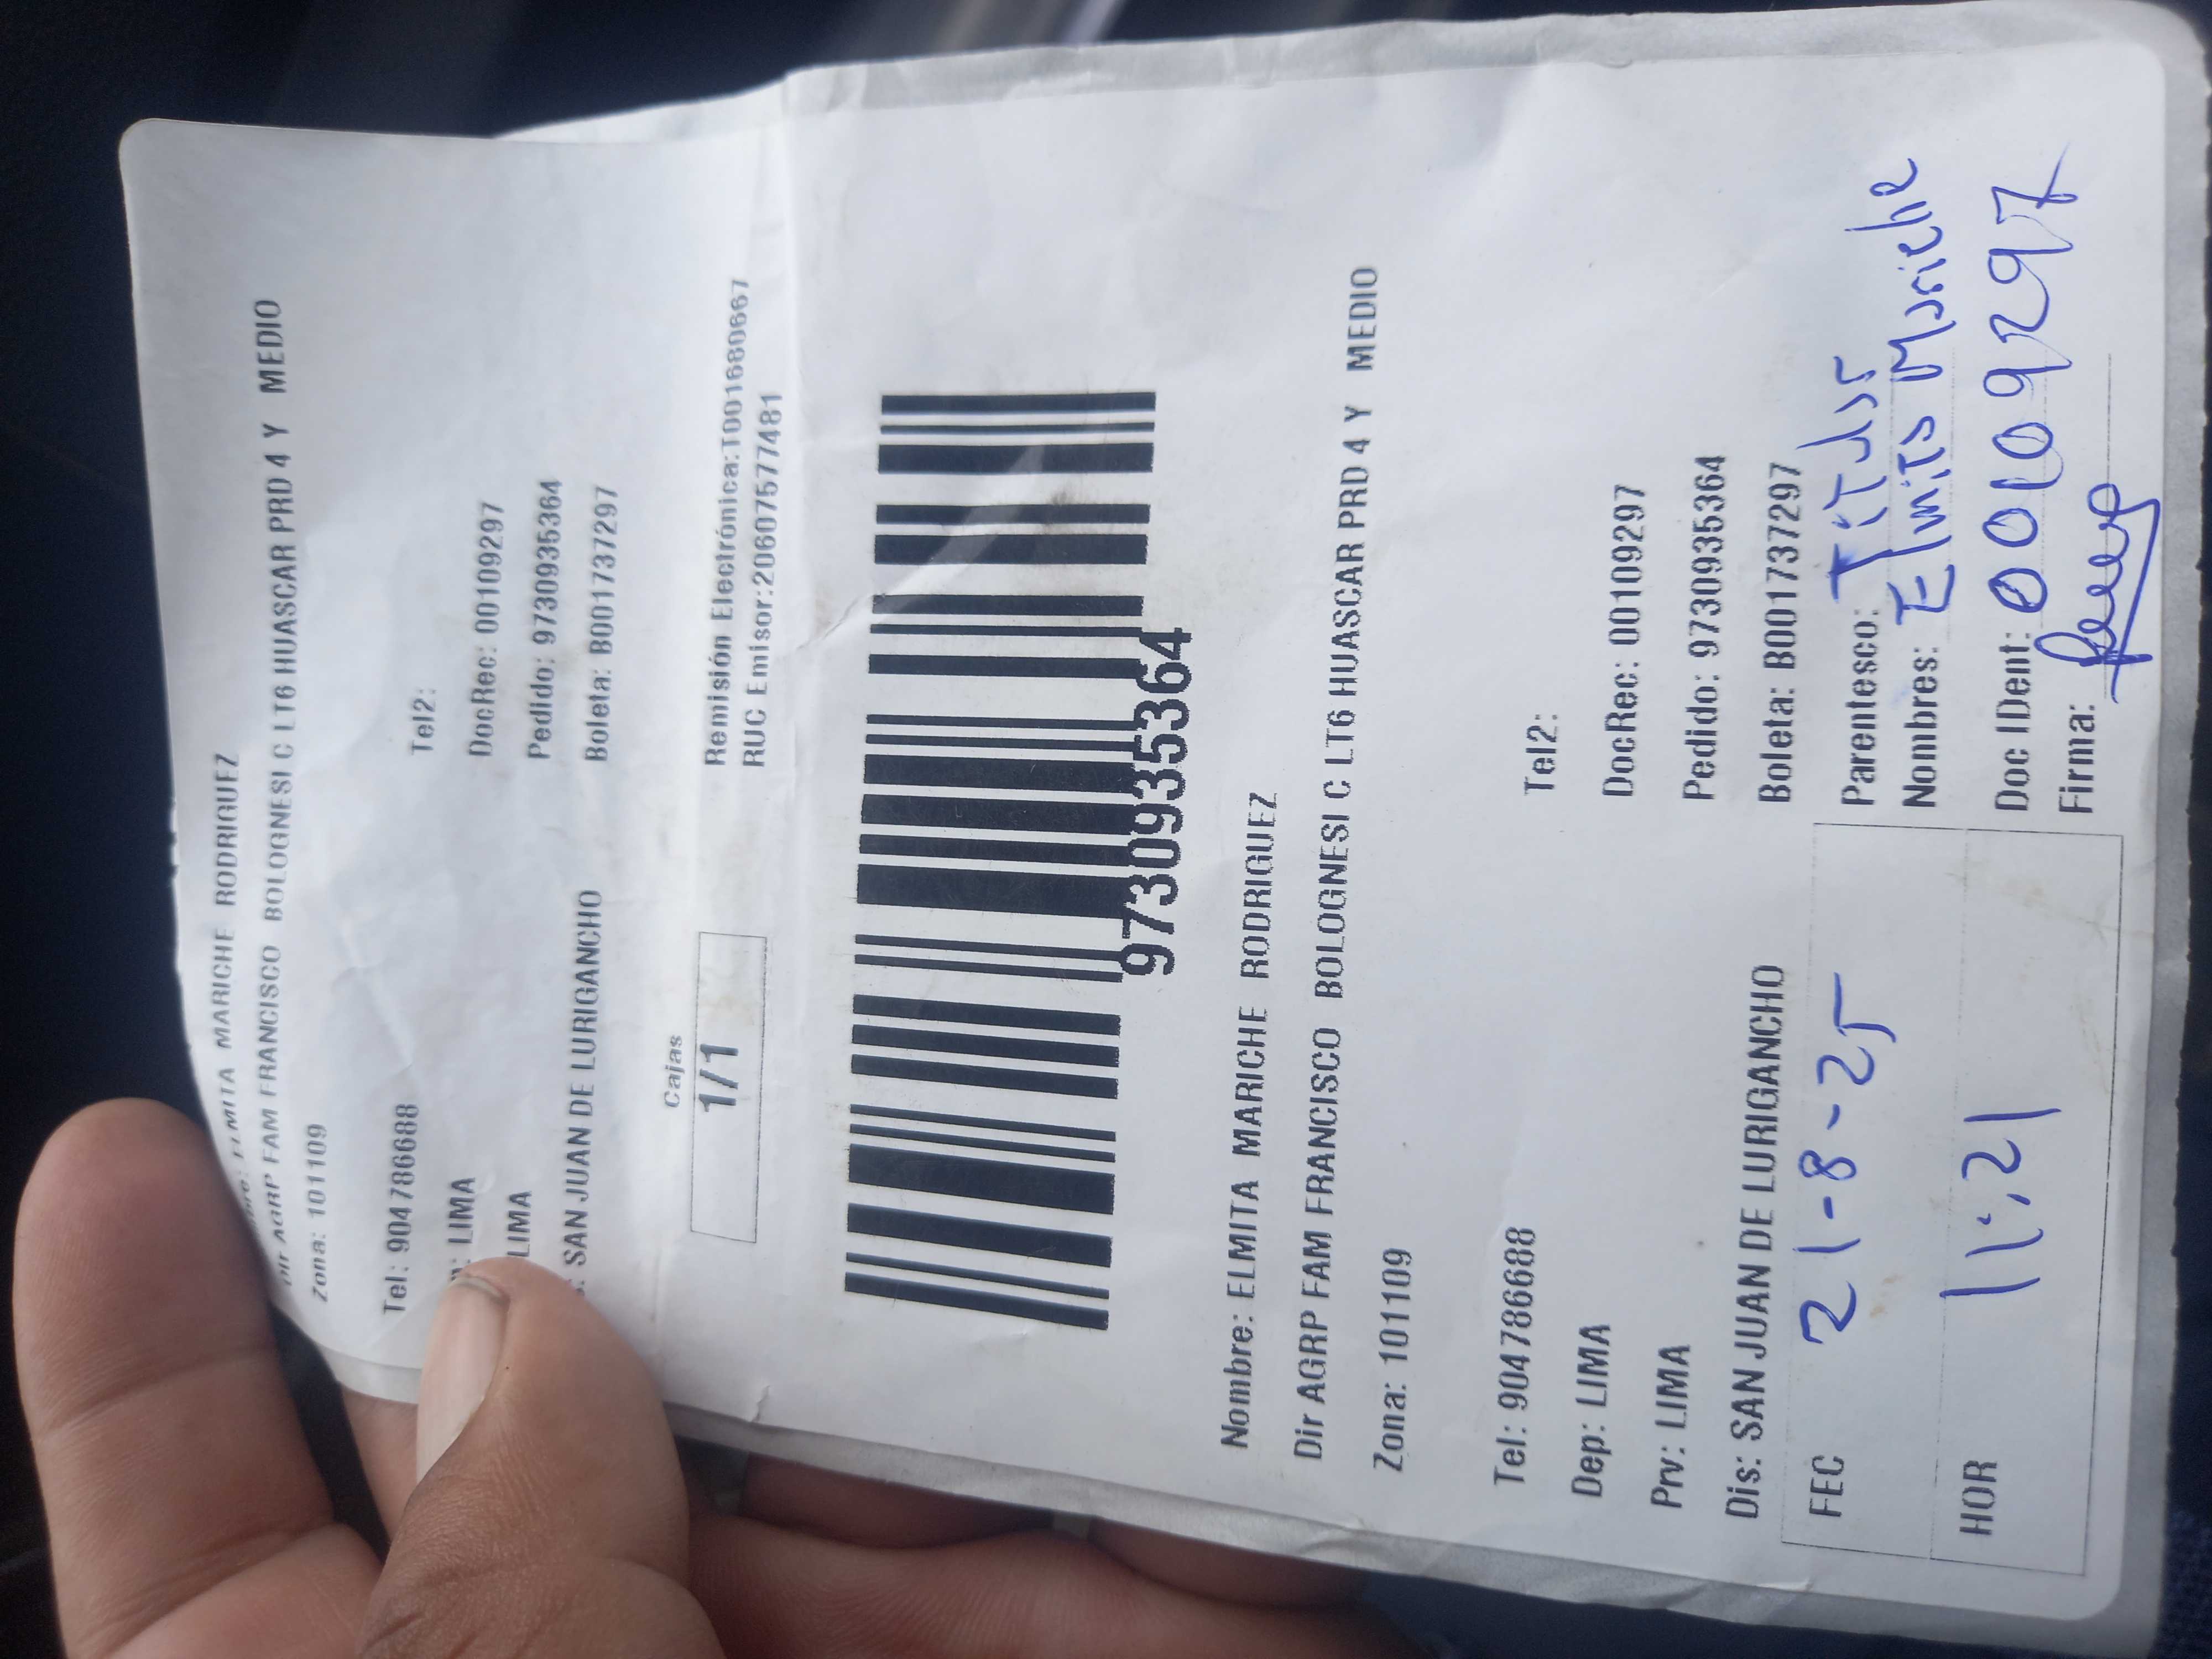 ELMITA MARICHE RODRIGUEZ
Dir AGRP FAM FRANCISCO BOLOGNESI C LT6 HUASCAR PRD 4 Y MEDIO
Zona: 101109
Tel: 904786688 Tel2:
LIMA DocRec: 00109297
LIMA Pedido: 97309935364
SAN JUAN DE LURIGANCHO Boleta: B001737297
Cajas
1/1
Remisión Electrónica:T001680667
RUC Emisor:20607577481
97309935364
Nombre: ELMITA MARICHE RODRIGUEZ
Dir AGRP FAM FRANCISCO BOLOGNESI C LT6 HUASCAR PRD 4 Y MEDIO
Zona: 101109
Tel: 904786688 Tel2:
Dep: LIMA DocRec: 00109297
Prv: LIMA Pedido: 97309935364
Dis: SAN JUAN DE LURIGANCHO Boleta: B001737297
FEC 21-8-25 Parentesco: Titular
Nombres: Elmita Mariche
HOR 11:21 Doc IDent: 00109297
Firma: